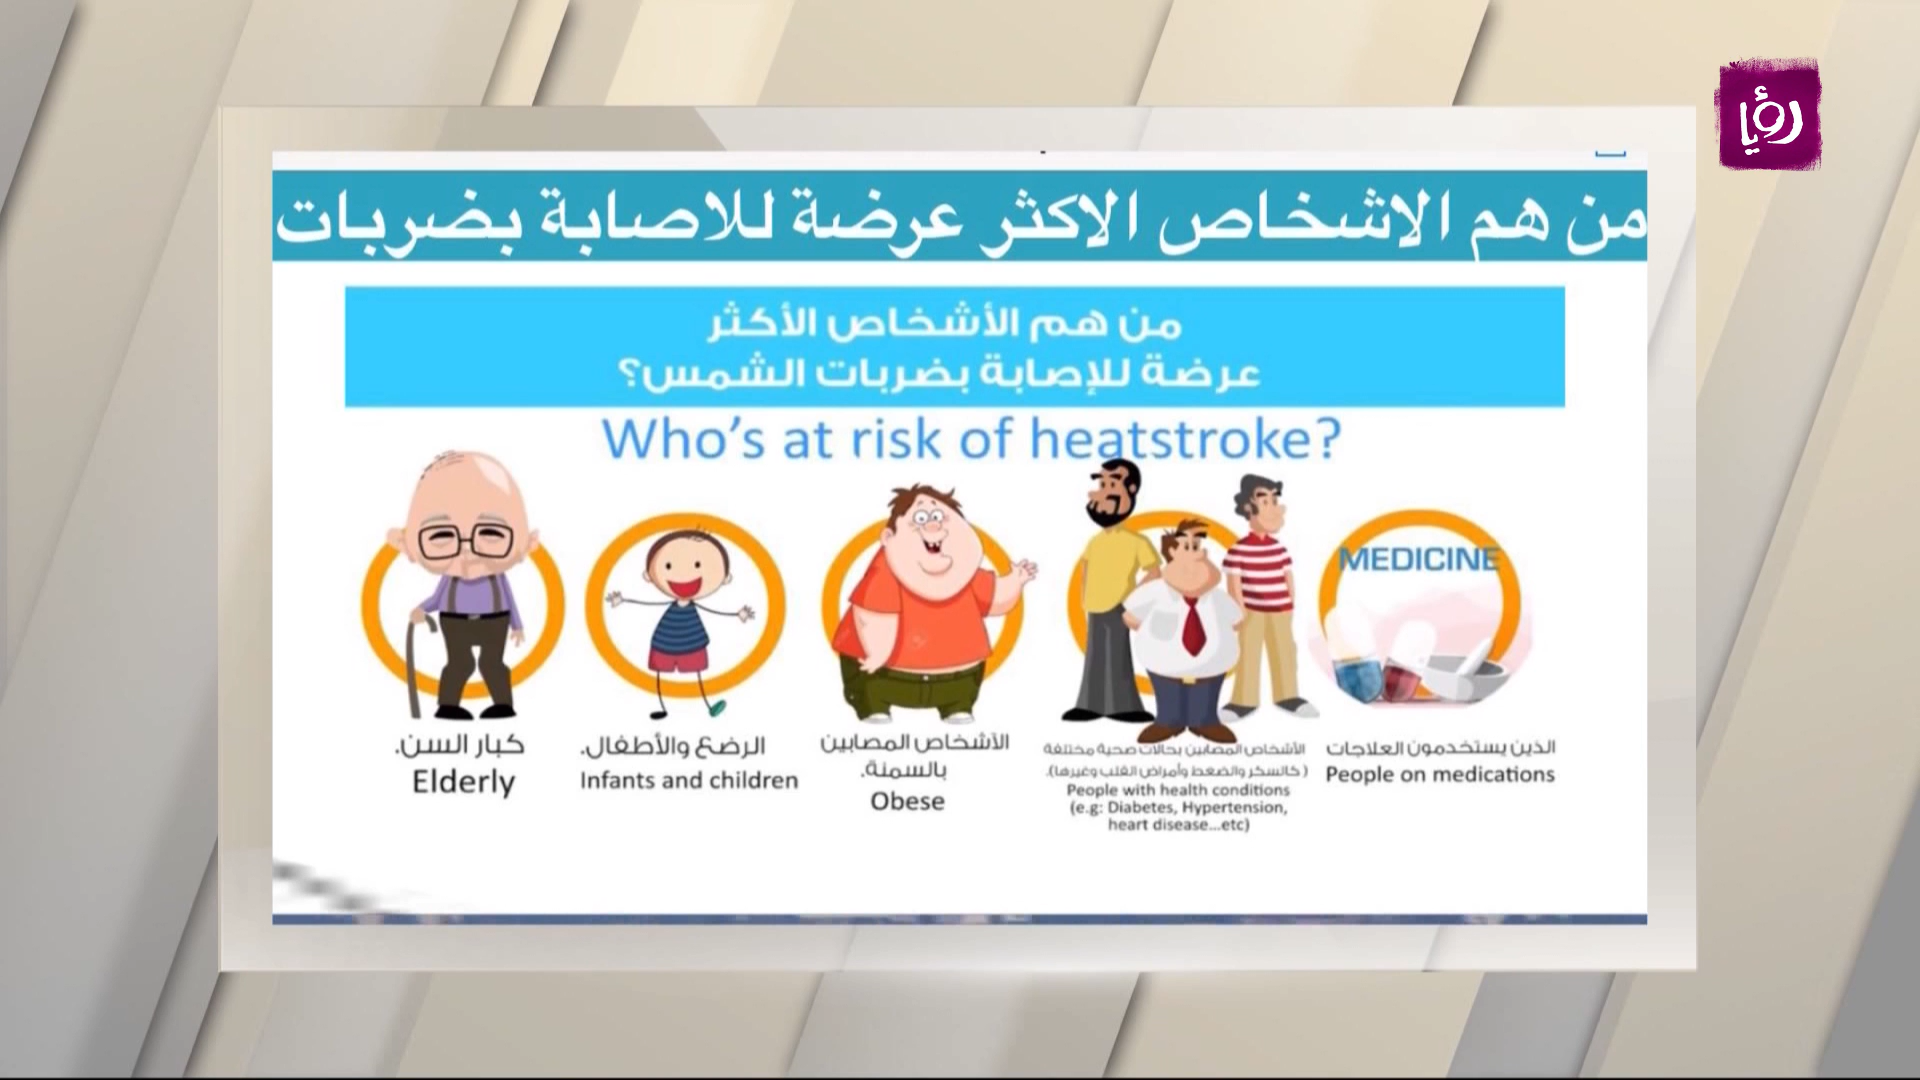 رؤيا
من هم الاشخاص الاكثر عرضة للاصابة بضربات
من هم الأشخاص الأكثر
عرضة للإصابة بضربات الشمس؟
Who's at risk of heatstroke?
كبار السن.
Elderly
الرضع والأطفال.
Infants and children
الأشخاص المصابين
بالسمنة.
Obese
الأشخاص المصابين بحالات صحية مختلفة
(كالسكر والضغط وأمراض القلب وغيرها).
People with health conditions
(e.g: Diabetes, Hypertension,
heart disease...etc)
MEDICINE
الذين يستخدمون العلاجات
People on medications